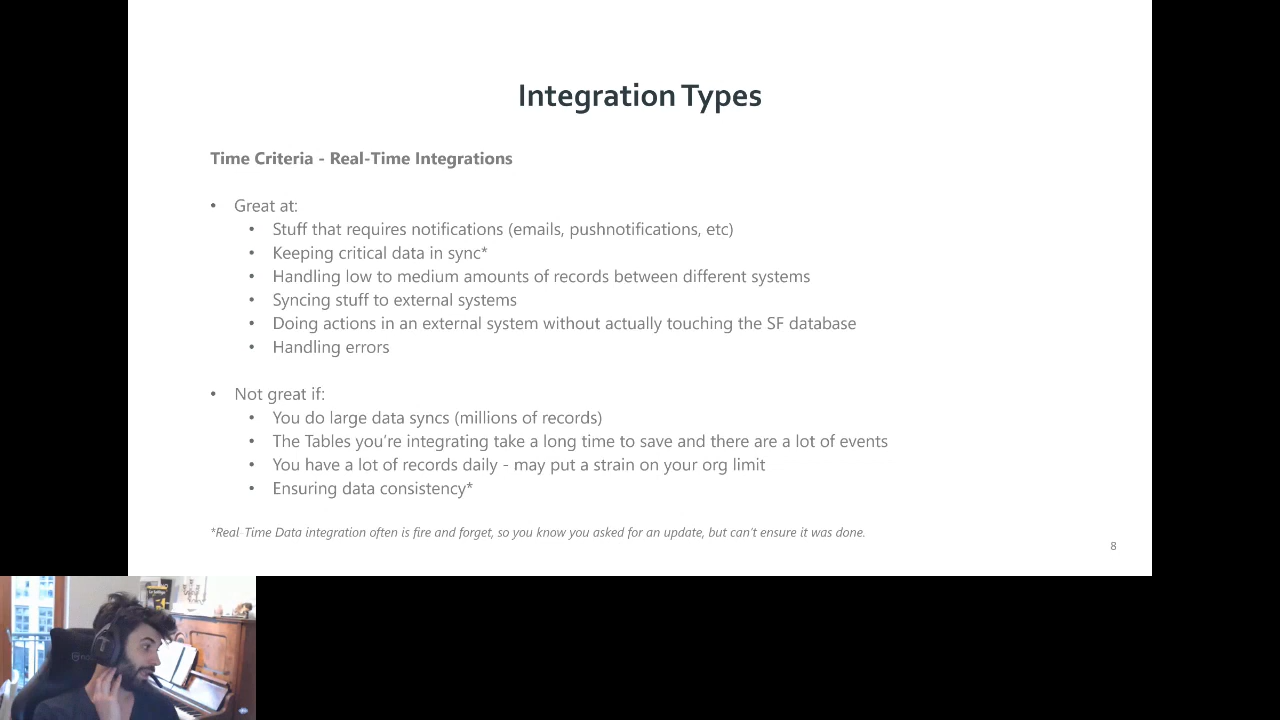 Integration Types
Time Criteria - Real-Time Integrations
• Great at:
• Stuff that requires notifications (emails, pushnotifications, etc)
• Keeping critical data in sync*
• Handling low to medium amounts of records between different systems
• Syncing stuff to external systems
• Doing actions in an external system without actually touching the SF database
• Handling errors
• Not great if:
• You do large data syncs (millions of records)
• The Tables you're integrating take a long time to save and there are a lot of events
• You have a lot of records daily - may put a strain on your org limit
• Ensuring data consistency*
*Real-Time Data integration often is fire and forget, so you know you asked for an update, but can't ensure it was done.
8